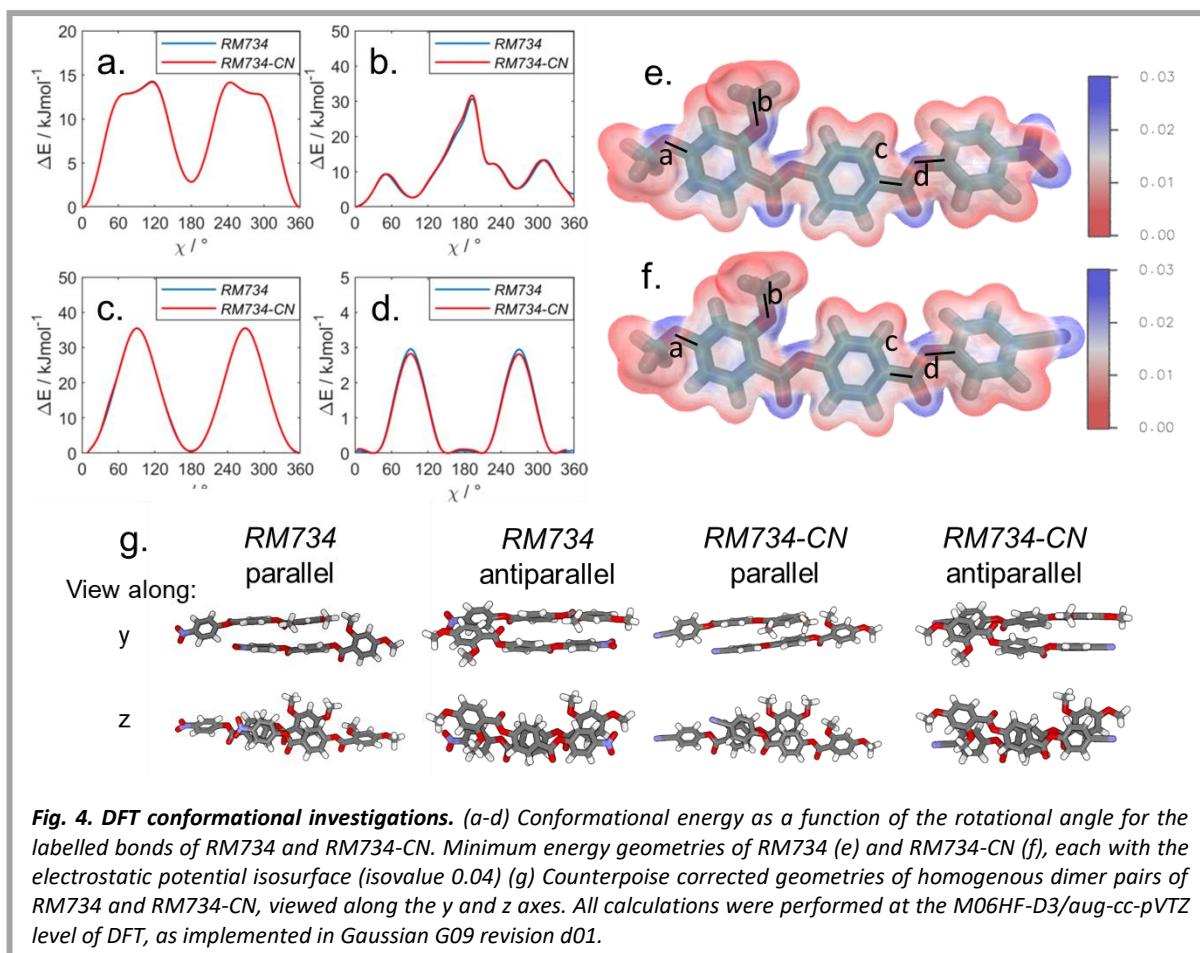 a.
ΔE / kJmol⁻¹
20
15
10
5
0
RM734
RM734-CN
0 60 120 180 240 300 360
χ / °
b.
ΔE / kJmol⁻¹
50
40
30
20
10
0
RM734
RM734-CN
0 60 120 180 240 300 360
χ / °
c.
ΔE / kJmol⁻¹
50
40
30
20
10
0
RM734
RM734-CN
0 60 120 180 240 300 360
d.
ΔE / kJmol⁻¹
5
4
3
2
1
0
RM734
RM734-CN
0 60 120 180 240 300 360
χ / °
e.
a
b
c
d
0.03
0.02
0.01
0.00
f.
a
b
c
d
0.03
0.02
0.01
0.00
g.
RM734 RM734 RM734-CN RM734-CN
parallel antiparallel parallel antiparallel
View along:
y
z
Fig. 4. DFT conformational investigations. (a-d) Conformational energy as a function of the rotational angle for the
labelled bonds of RM734 and RM734-CN. Minimum energy geometries of RM734 (e) and RM734-CN (f), each with the
electrostatic potential isosurface (isovalue 0.04) (g) Counterpoise corrected geometries of homogenous dimer pairs of
RM734 and RM734-CN, viewed along the y and z axes. All calculations were performed at the M06HF-D3/aug-cc-pVTZ
level of DFT, as implemented in Gaussian G09 revision d01.